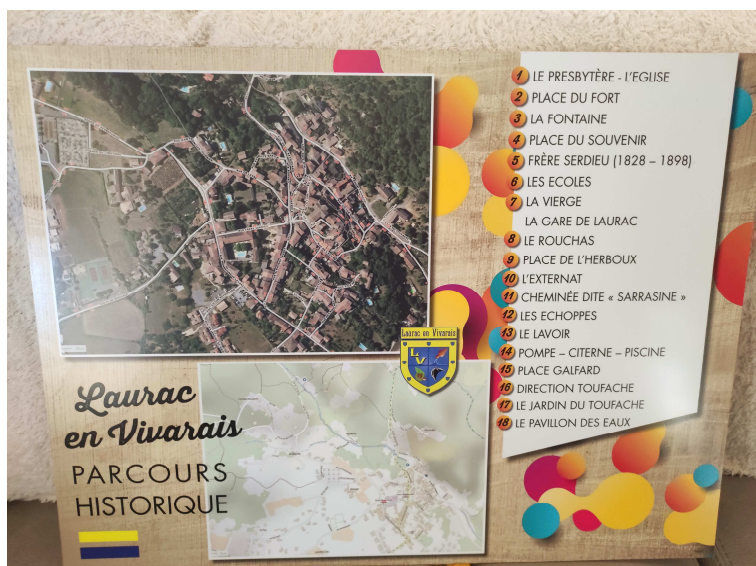 Laurac
en Vivarais
PARCOURS
HISTORIQUE
Laurac en Vivarais
LV
1 LE PRESBYTÈRE - L'EGLISE
2 PLACE DU FORT
3 LA FONTAINE
4 PLACE DU SOUVENIR
5 FRÈRE SERDIEU (1828 – 1898)
6 LES ECOLES
7 LA VIERGE
LA GARE DE LAURAC
8 LE ROUCHAS
9 PLACE DE L'HERBOUX
10 L'EXTERNAT
11 CHEMINÉE DITE « SARRASINE »
12 LES ECHOPPES
13 LE LAVOIR
14 POMPE – CITERNE – PISCINE
15 PLACE GALFARD
16 DIRECTION TOUFACHE
17 LE JARDIN DU TOUFACHE
18 LE PAVILLON DES EAUX